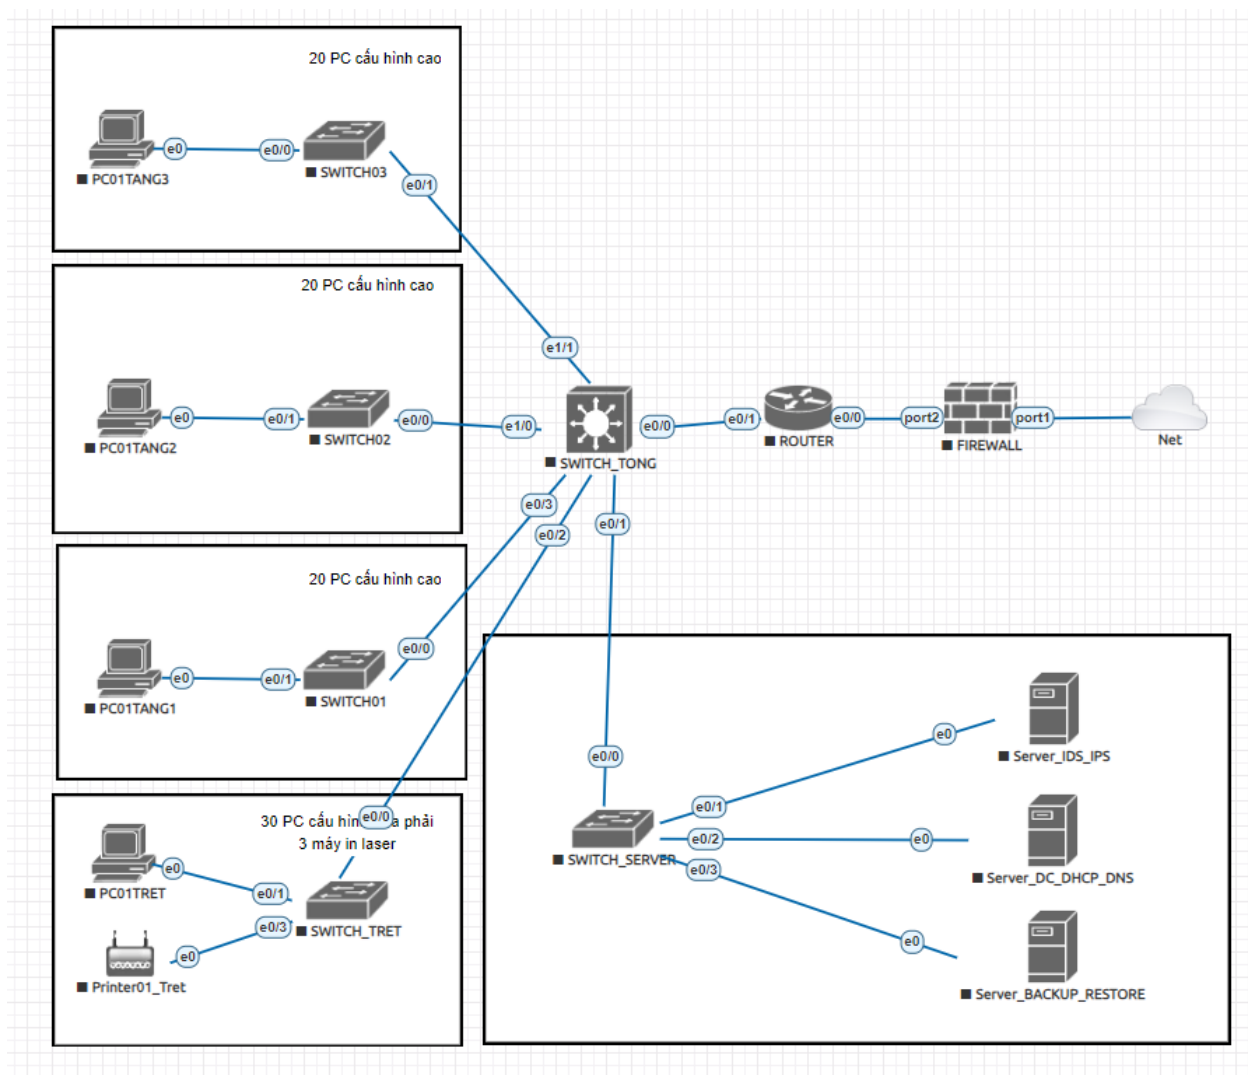 20 PC cấu hình cao
e0
e0/0
SWITCH03
PC01TANG3
e0/1
20 PC cấu hình cao
e1/1
e0
e0/1
SWITCH02
e0/0
PC01TANG2
e1/0
SWITCH_TONG
e0/0
e0/1
ROUTER
e0/0
port2
FIREWALL
port1
Net
e0/3
e0/2
e0/1
20 PC cấu hình cao
e0/0
e0
e0/1
SWITCH01
PC01TANG1
e0/0
30 PC cấu hình a phải
3 máy in laser
e0
PC01TRET
e0/1
e0/3
SWITCH_TRET
e0
Printer01_Tret
e0/0
SWITCH_SERVER
e0/1
e0/2
e0/3
e0
Server_IDS_IPS
e0
Server_DC_DHCP_DNS
e0
Server_BACKUP_RESTORE